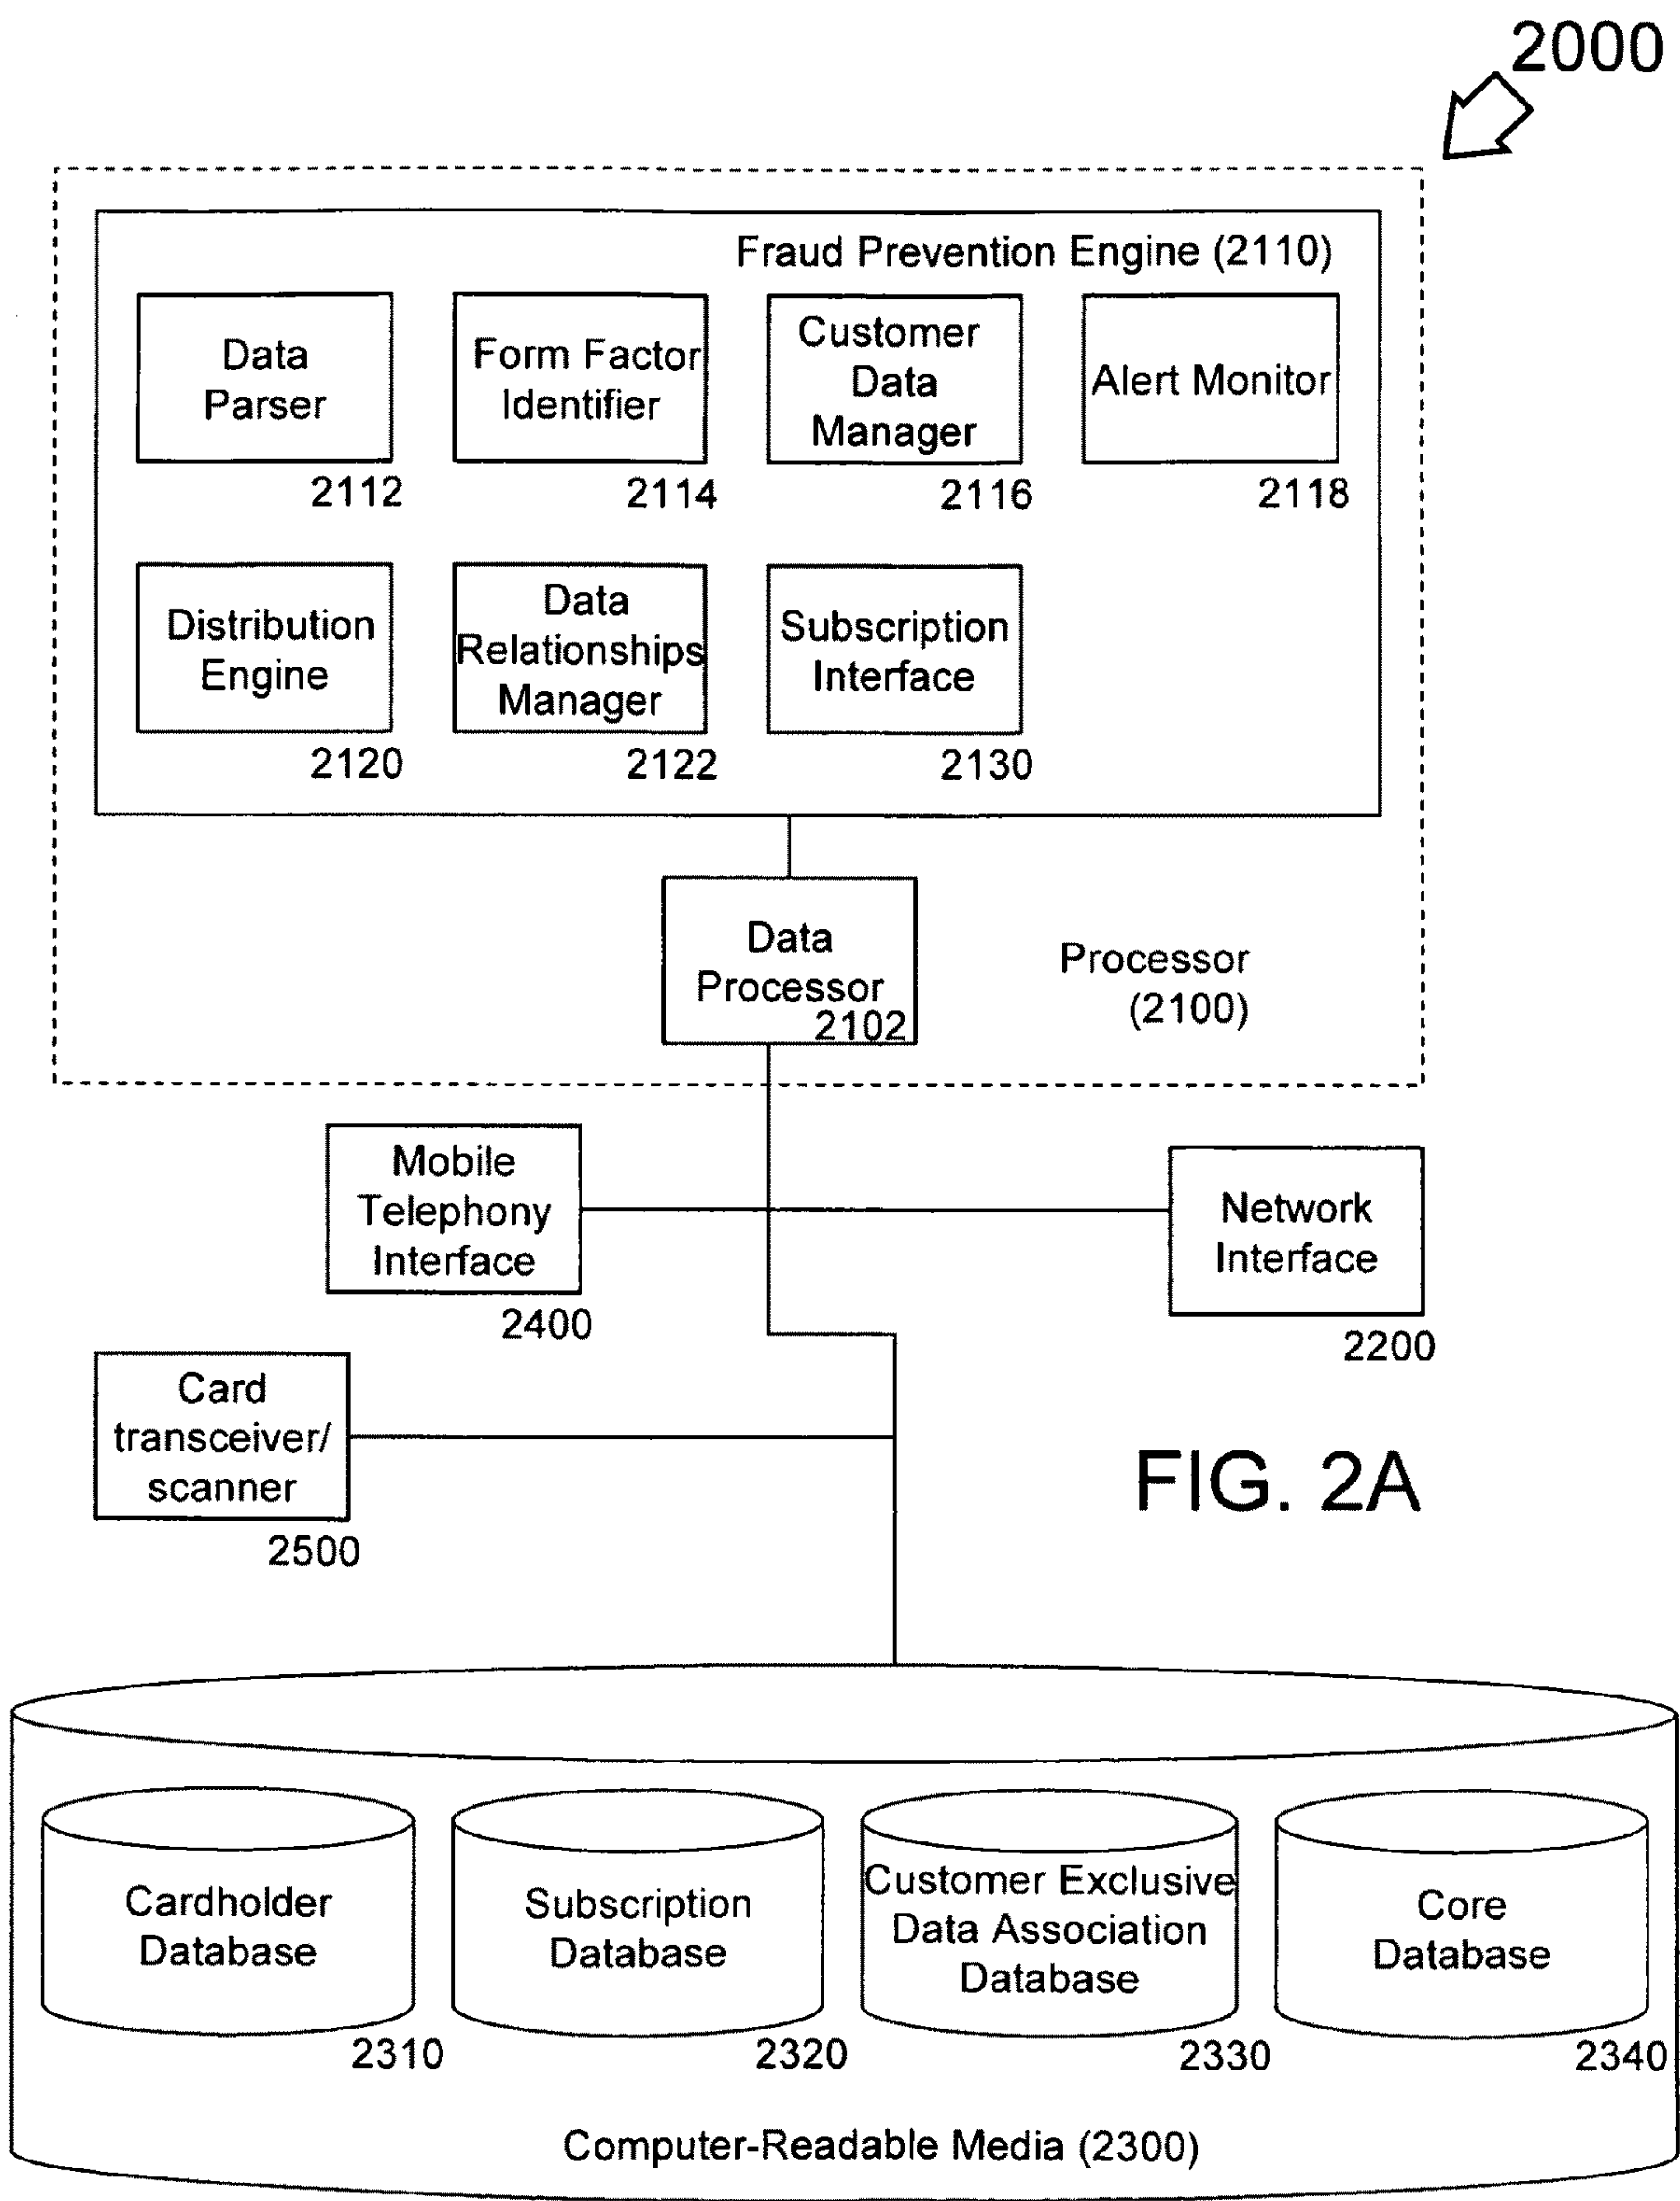 2000
Fraud Prevention Engine (2110)
Data
Parser
2112
Form Factor
Identifier
2114
Customer
Data
Manager
2116
Alert Monitor
2118
Distribution
Engine
2120
Data
Relationships
Manager
2122
Subscription
Interface
2130
Data
Processor
2102
Processor
(2100)
Mobile
Telephony
Interface
2400
Network
Interface
2200
Card
transceiver/
scanner
2500
FIG. 2A
Cardholder
Database
2310
Subscription
Database
2320
Customer Exclusive
Data Association
Database
2330
Core
Database
2340
Computer-Readable Media (2300)